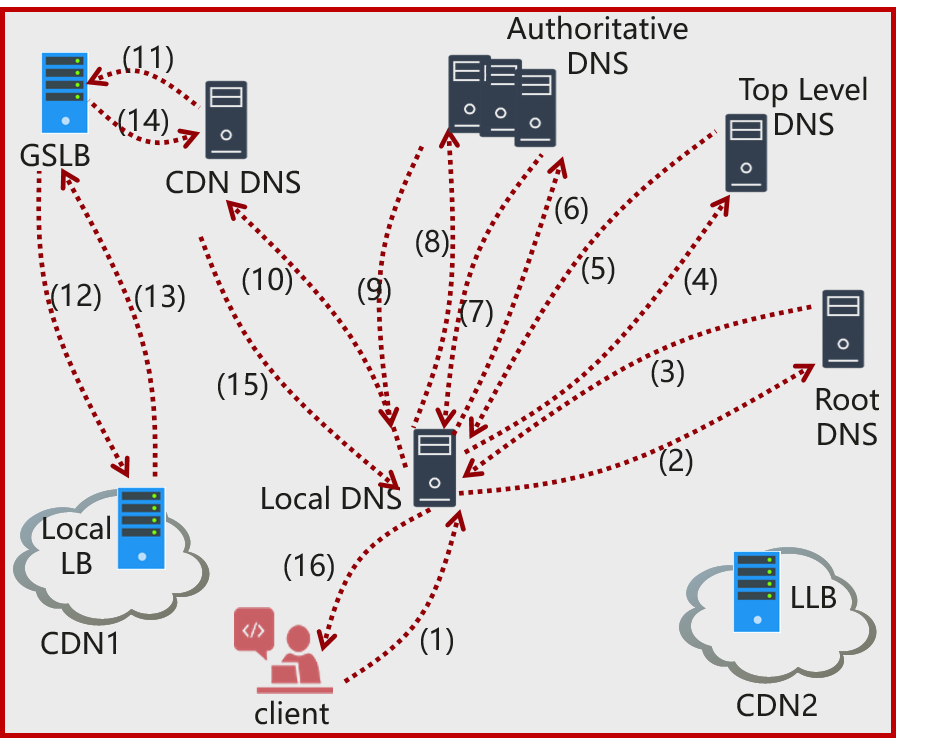 Authoritative
DNS
(11)
Top Level
DNS
(14)
GSLB
CDN DNS
(6)
(8)
(5)
(10)
(4)
(9)
(12)
(13)
(7)
(3)
(15)
Root
DNS
(2)
Local DNS
Local
LB
(16)
</>
LLB
CDN1
(1)
CDN2
client